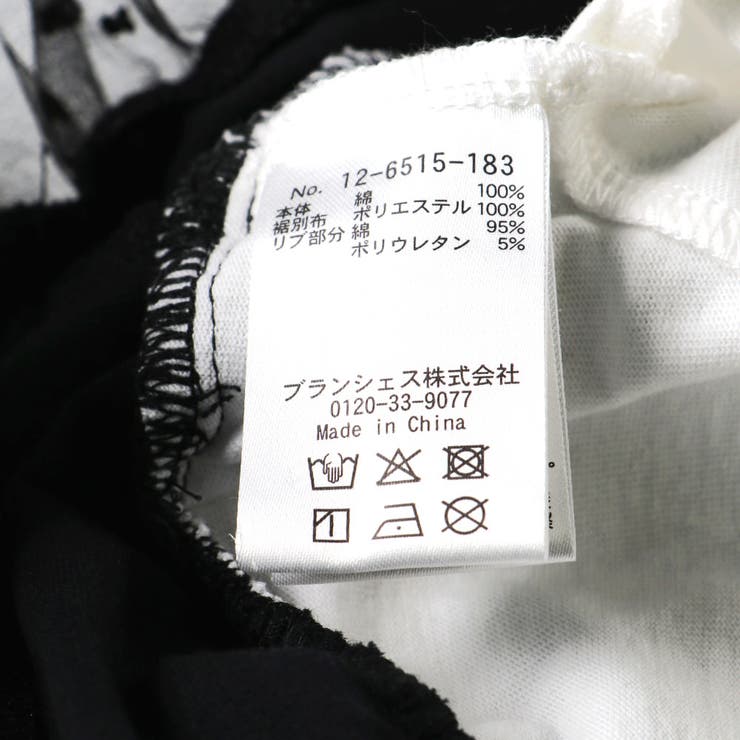 No. 12-6515-183
本体 綿 100%
裾別布 ポリエステル 100%
リブ部分 綿 95%
ポリウレタン 5%
ブランシェス株式会社
0120-33-9077
Made in China